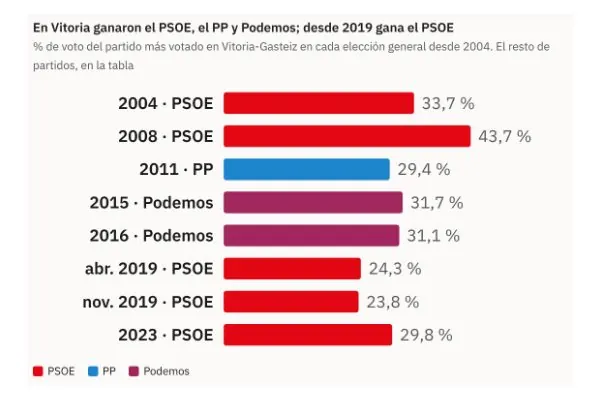 En Vitoria ganaron el PSOE, el PP y Podemos; desde 2019 gana el PSOE
% de voto del partido más votado en Vitoria-Gasteiz en cada elección general desde 2004. El resto de
partidos, en la tabla
2004 · PSOE 33,7 %
2008 · PSOE 43,7 %
2011 · PP 29,4 %
2015 · Podemos 31,7 %
2016 · Podemos 31,1 %
abr. 2019 · PSOE 24,3 %
nov. 2019 · PSOE 23,8 %
2023 · PSOE 29,8 %
PSOE PP Podemos